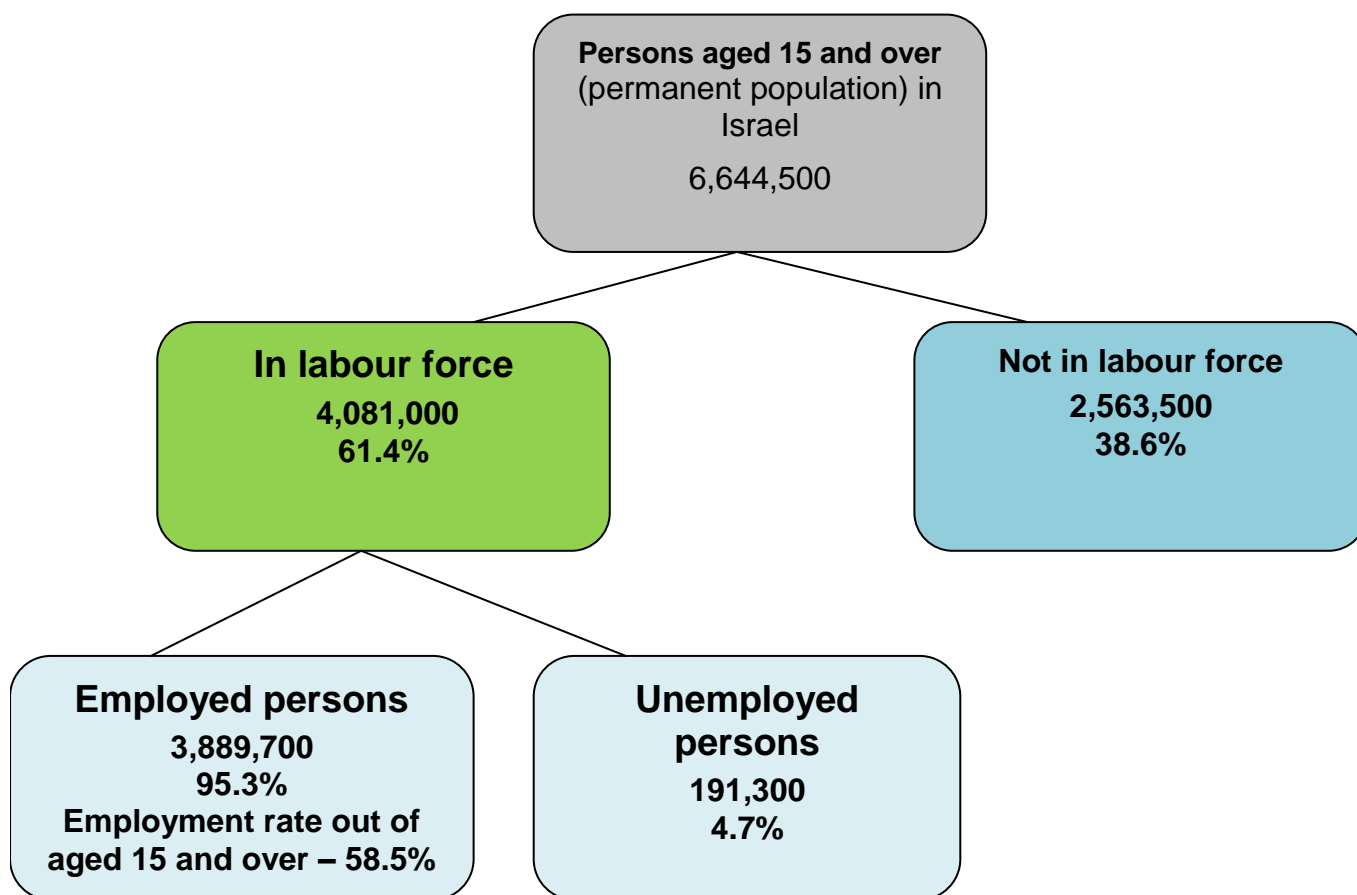 Persons aged 15 and over
(permanent population) in
Israel
6,644,500
In labour force
4,081,000
61.4%
Not in labour force
2,563,500
38.6%
Employed persons
3,889,700
95.3%
Employment rate out of
aged 15 and over – 58.5%
Unemployed
persons
191,300
4.7%